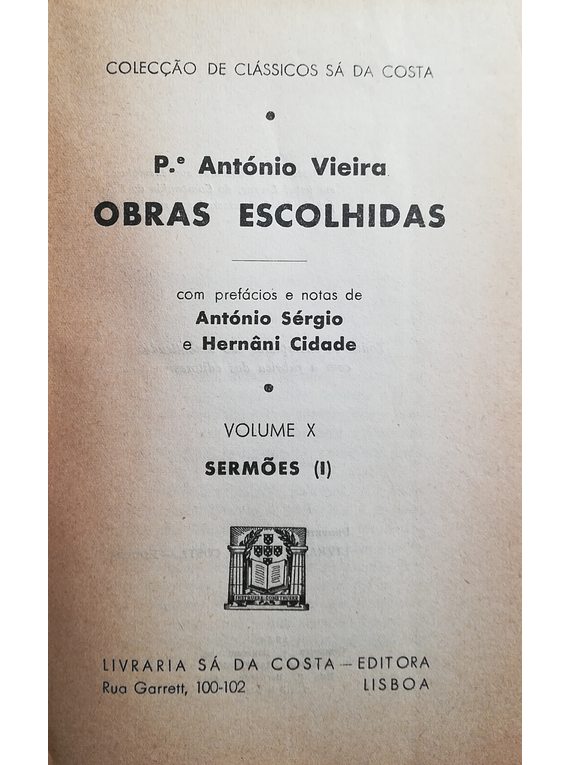 COLECÇÃO DE CLÁSSICOS SÁ DA COSTA
P.ᵉ António Vieira
OBRAS ESCOLHIDAS
com prefácios e notas de
António Sérgio
e Hernâni Cidade
VOLUME X
SERMÕES (I)
LIVRARIA SÁ DA COSTA — EDITORA
Rua Garrett, 100-102 LISBOA